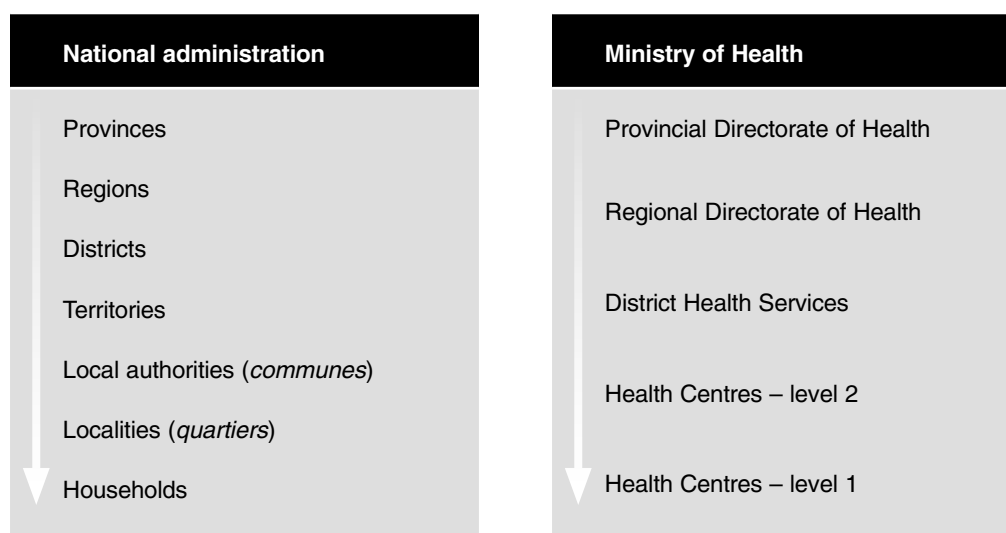 National administration
Provinces
Regions
Districts
Territories
Local authorities (communes)
Localities (quartiers)
Households
Ministry of Health
Provincial Directorate of Health
Regional Directorate of Health
District Health Services
Health Centres – level 2
Health Centres – level 1